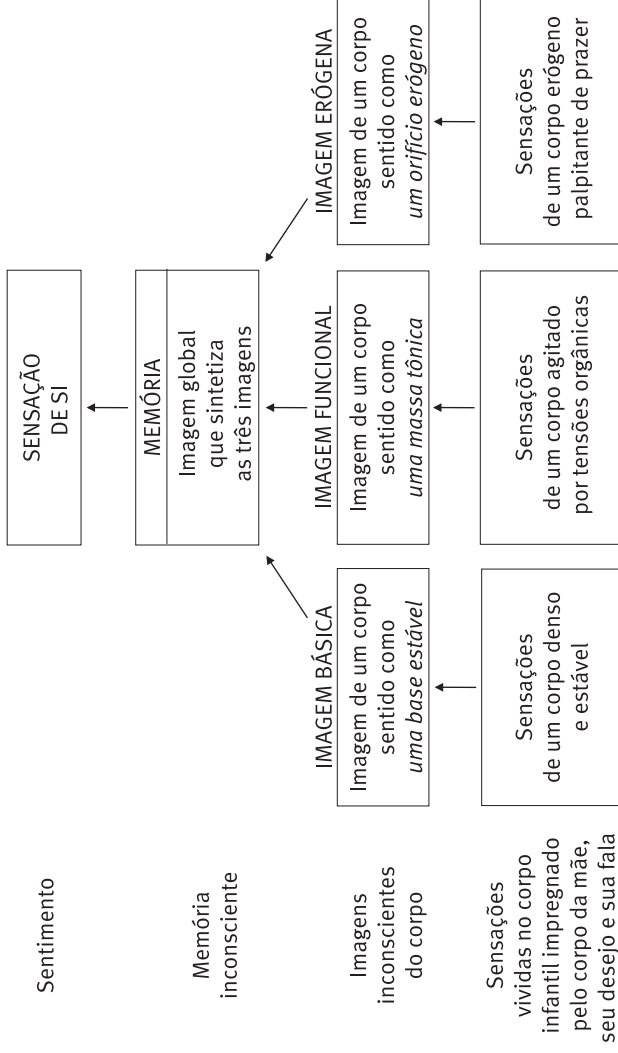 Sentimento
SENSAÇÃO
DE SI
Memória
inconsciente
MEMÓRIA
Imagem global
que sintetiza
as três imagens
Imagens
inconscientes
do corpo
IMAGEM BÁSICA
Imagem de um corpo
sentido como
uma base estável
IMAGEM FUNCIONAL
Imagem de um corpo
sentido como
uma massa tônica
IMAGEM ERÓGENA
Imagem de um corpo
sentido como
um orifício erógeno
Sensações
vividas no corpo
infantil impregnado
pelo corpo da mãe,
seu desejo e sua fala
Sensações
de um corpo denso
e estável
Sensações
de um corpo agitado
por tensões orgânicas
Sensações
de um corpo erógeno
palpitante de prazer